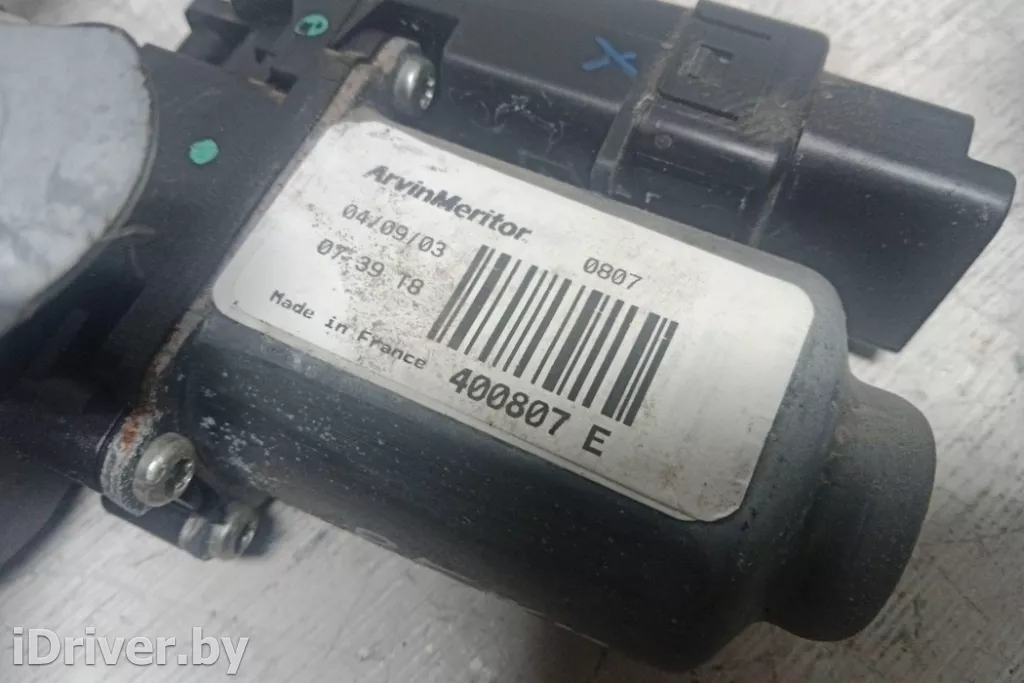 ArvinMeritor
04/09/03
0807
07:39 T8
Made in France
400807 E
X
iDriver.by